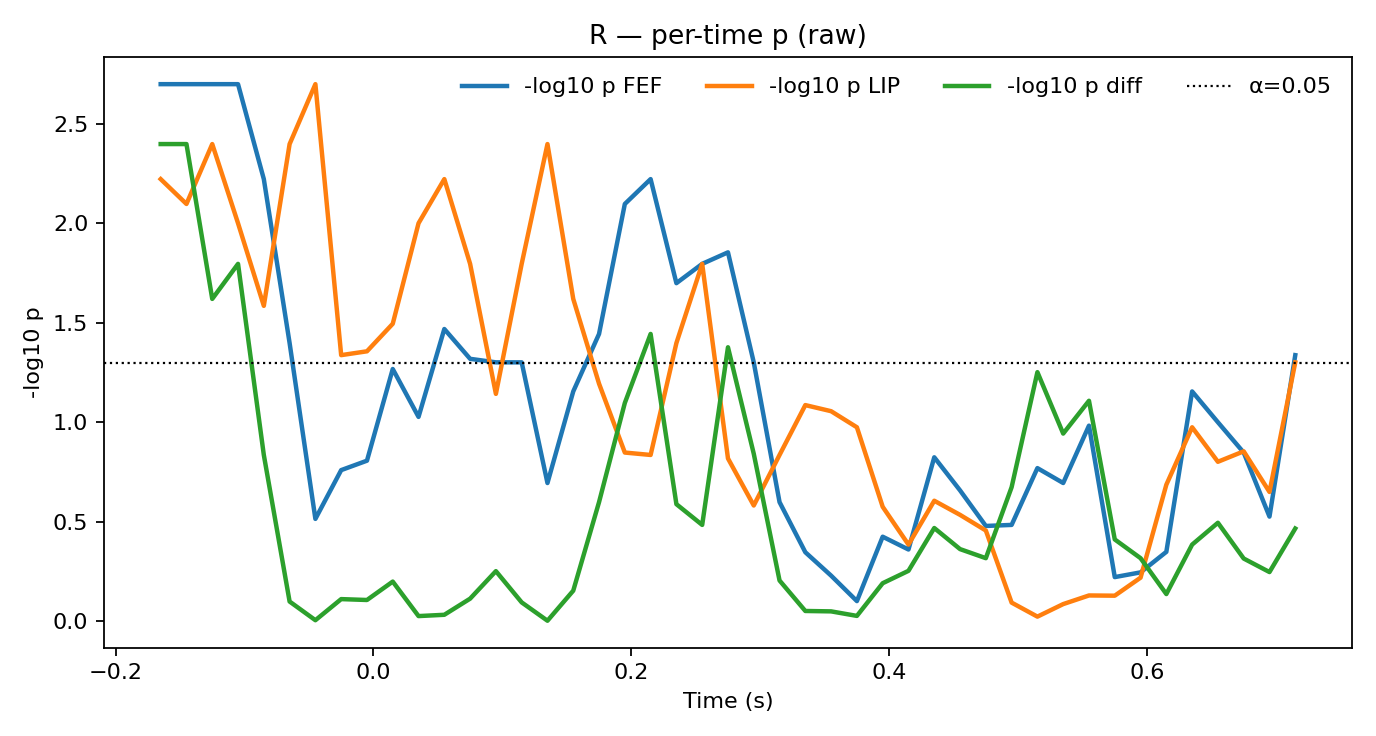 R — per-time p (raw)
-log10 p FEF
-log10 p LIP
-log10 p diff
α=0.05
-log10 p
2.5
2.0
1.5
1.0
0.5
0.0
−0.2
0.0
0.2
0.4
0.6
Time (s)